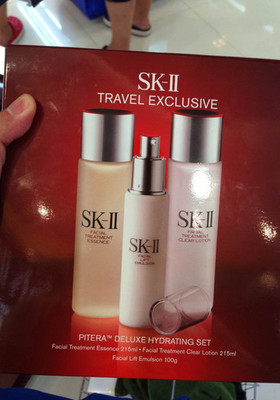 SK-II
TRAVEL EXCLUSIVE
SK-II
FACIAL
TREATMENT
ESSENCE
SK-II
FACIAL
LIFT
EMULSION
SK-II
FACIAL
TREATMENT
CLEAR LOTION
PITERA™ DELUXE HYDRATING SET
Facial Treatment Essence 215ml • Facial Treatment Clear Lotion 215ml
Facial Lift Emulsion 100g